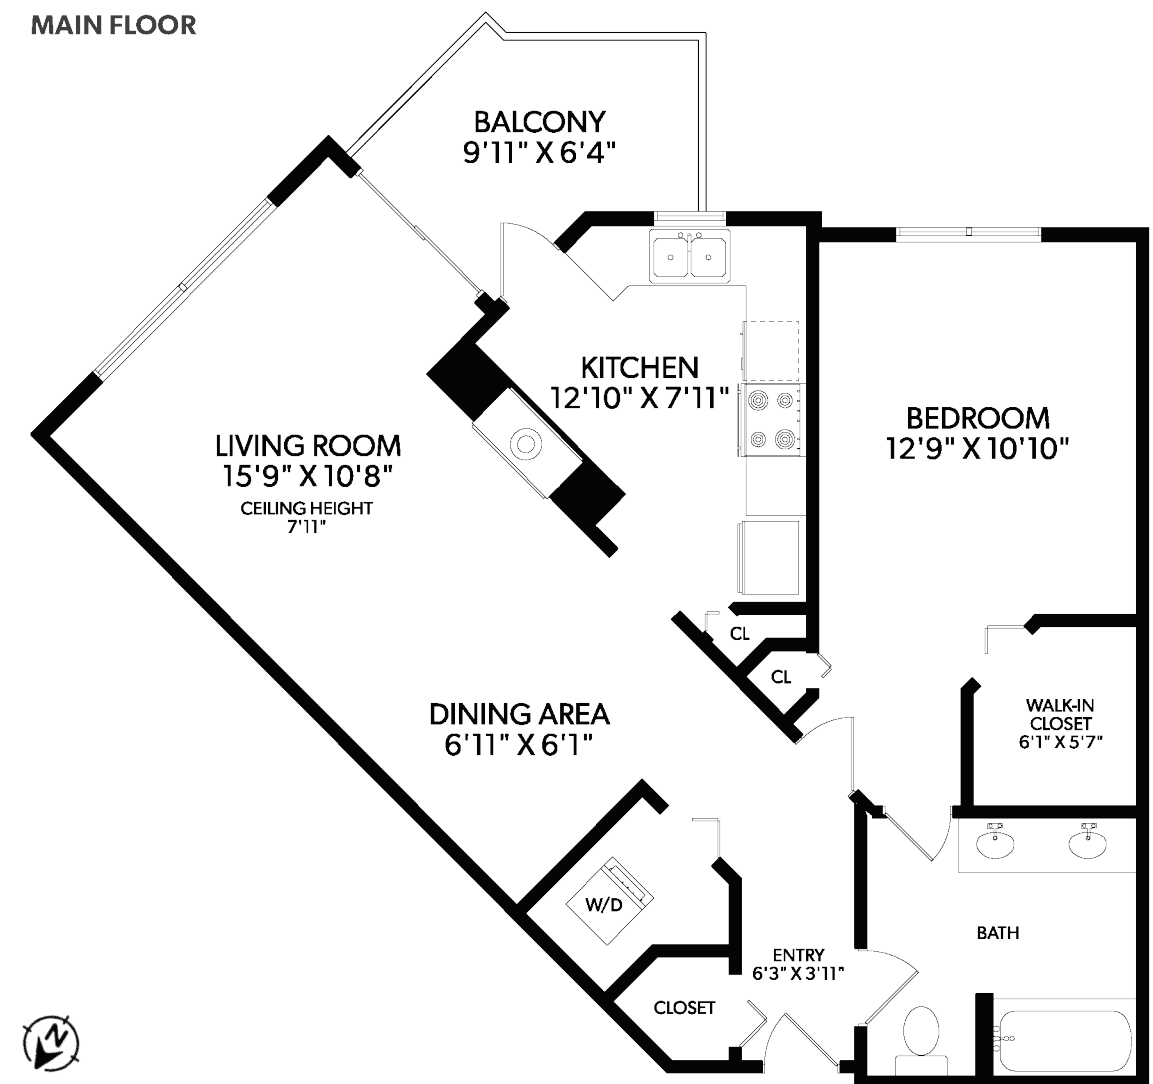 MAIN FLOOR
BALCONY
9'11" X 6'4"
KITCHEN
12'10" X 7'11"
BEDROOM
12'9" X 10'10"
LIVING ROOM
15'9" X 10'8"
CEILING HEIGHT
7'11"
CL
CL
WALK-IN
CLOSET
6'1" X 5'7"
DINING AREA
6'11" X 6'1"
W/D
BATH
ENTRY
6'3" X 3'11"
CLOSET
N